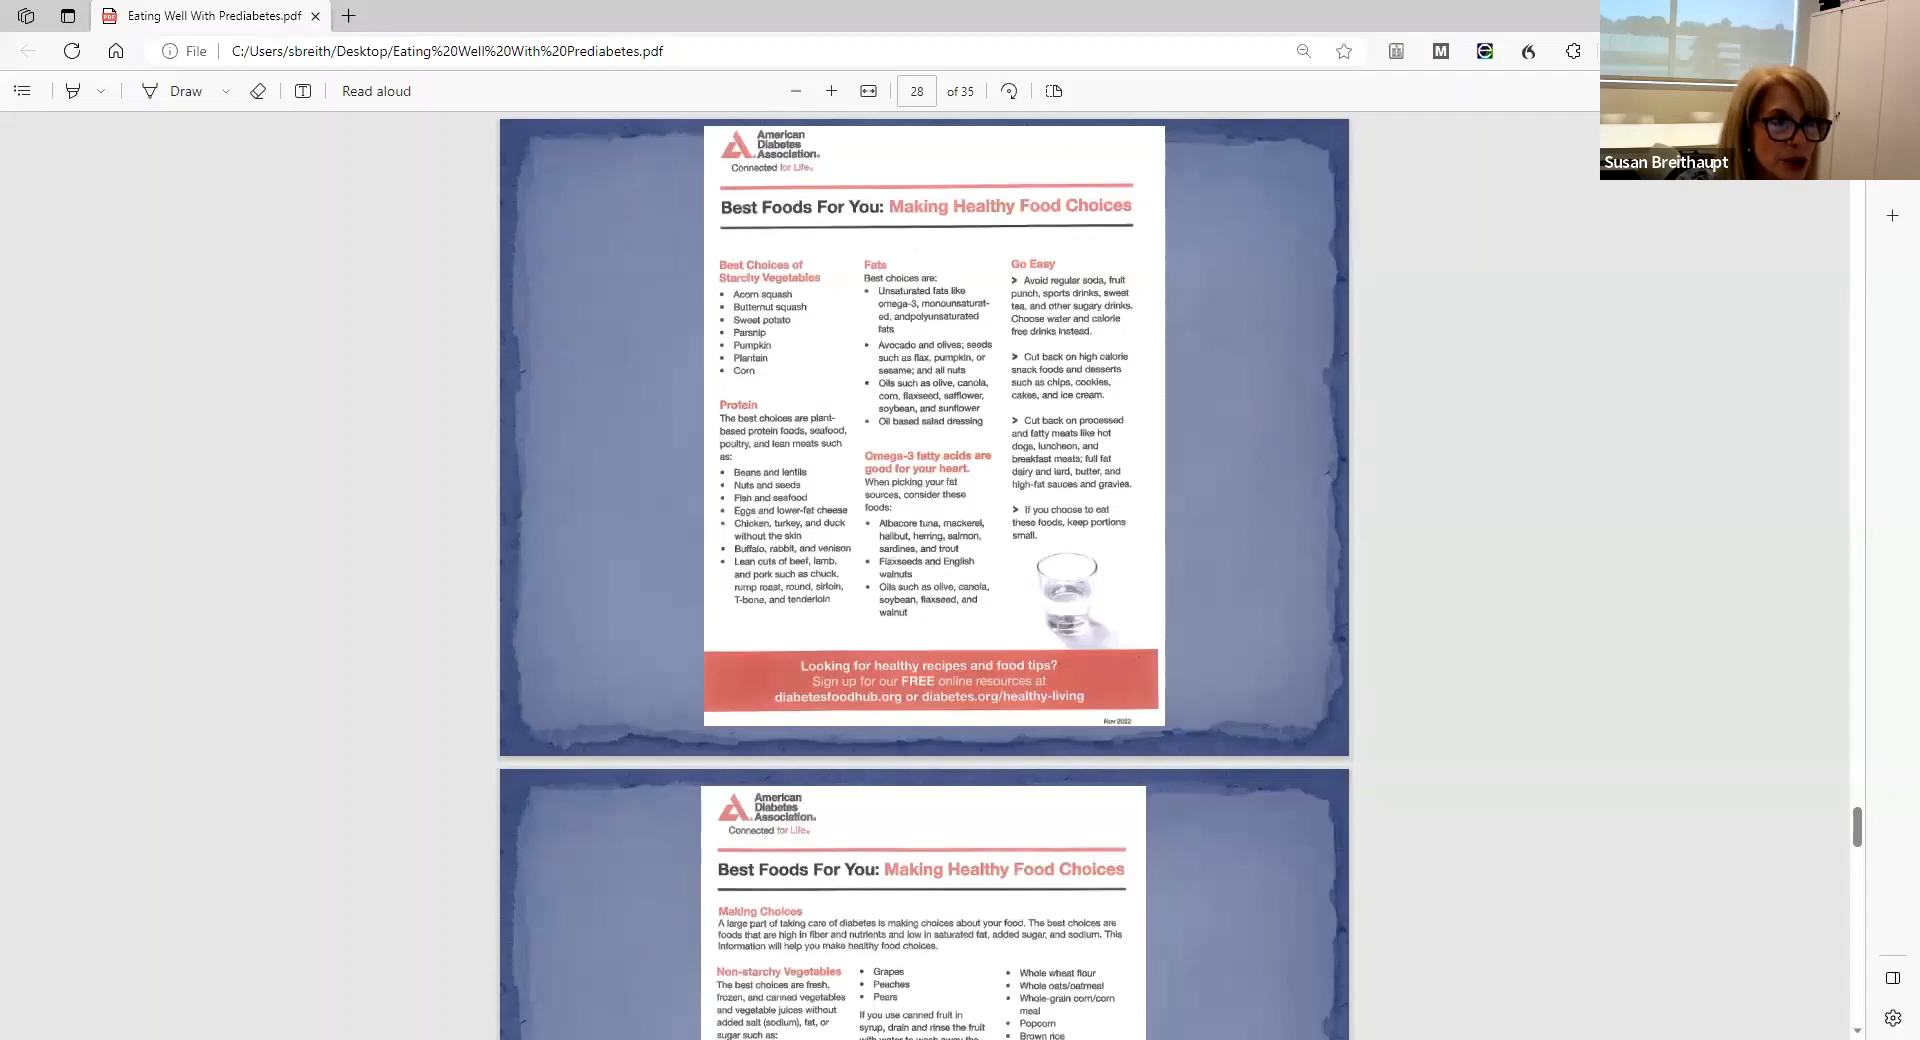 Eating Well With Prediabetes.pdf
File
C:/Users/sbreith/Desktop/Eating%20Well%20With%20Prediabetes.pdf
Draw
Read aloud
28
of 35
Susan Breithaupt
American
Diabetes
Association®
Connected for Life®
Best Foods For You: Making Healthy Food Choices
Best Choices of
Starchy Vegetables
• Acorn squash
• Butternut squash
• Sweet potato
• Parsnip
• Pumpkin
• Plantain
• Corn
Protein
The best choices are plant-
based protein foods, seafood,
poultry, and lean meats such
as:
• Beans and lentils
• Nuts and seeds
• Fish and seafood
• Eggs and lower-fat cheese
• Chicken, turkey, and duck
without the skin
• Buffalo, rabbit, and venison
• Lean cuts of beef, lamb,
and pork such as chuck,
rump roast, round, sirloin,
T-bone, and tenderloin
Fats
Best choices are:
• Unsaturated fats like
omega-3, monounsaturat-
ed, andpolyunsaturated
fats
• Avocado and olives; seeds
such as flax, pumpkin, or
sesame; and all nuts
• Oils such as olive, canola,
corn, flaxseed, safflower,
soybean, and sunflower
• Oil based salad dressing
Omega-3 fatty acids are
good for your heart.
When picking your fat
sources, consider these
foods:
• Albacore tuna, mackerel,
halibut, herring, salmon,
sardines, and trout
• Flaxseeds and English
walnuts
• Oils such as olive, canola,
soybean, flaxseed, and
walnut
Go Easy
> Avoid regular soda, fruit
punch, sports drinks, sweet
tea, and other sugary drinks.
Choose water and calorie
free drinks instead.
> Cut back on high calorie
snack foods and desserts
such as chips, cookies,
cakes, and ice cream.
> Cut back on processed
and fatty meats like hot
dogs, luncheon, and
breakfast meats; full fat
dairy and lard, butter, and
high-fat sauces and gravies.
> If you choose to eat
these foods, keep portions
small.
Looking for healthy recipes and food tips?
Sign up for our FREE online resources at
diabetesfoodhub.org or diabetes.org/healthy-living
Nov 2022
American
Diabetes
Association®
Connected for Life®
Best Foods For You: Making Healthy Food Choices
Making Choices
A large part of taking care of diabetes is making choices about your food. The best choices are
foods that are high in fiber and nutrients and low in saturated fat, added sugar, and sodium. This
information will help you make healthy food choices.
Non-starchy Vegetables
The best choices are fresh,
frozen, and canned vegetables
and vegetable juices without
added salt (sodium), fat, or
sugar such as:
• Grapes
• Peaches
• Pears
If you use canned fruit in
syrup, drain and rinse the fruit
with water to wash away the
• Whole wheat flour
• Whole oats/oatmeal
• Whole-grain corn/corn
meal
• Popcorn
• Brown rice